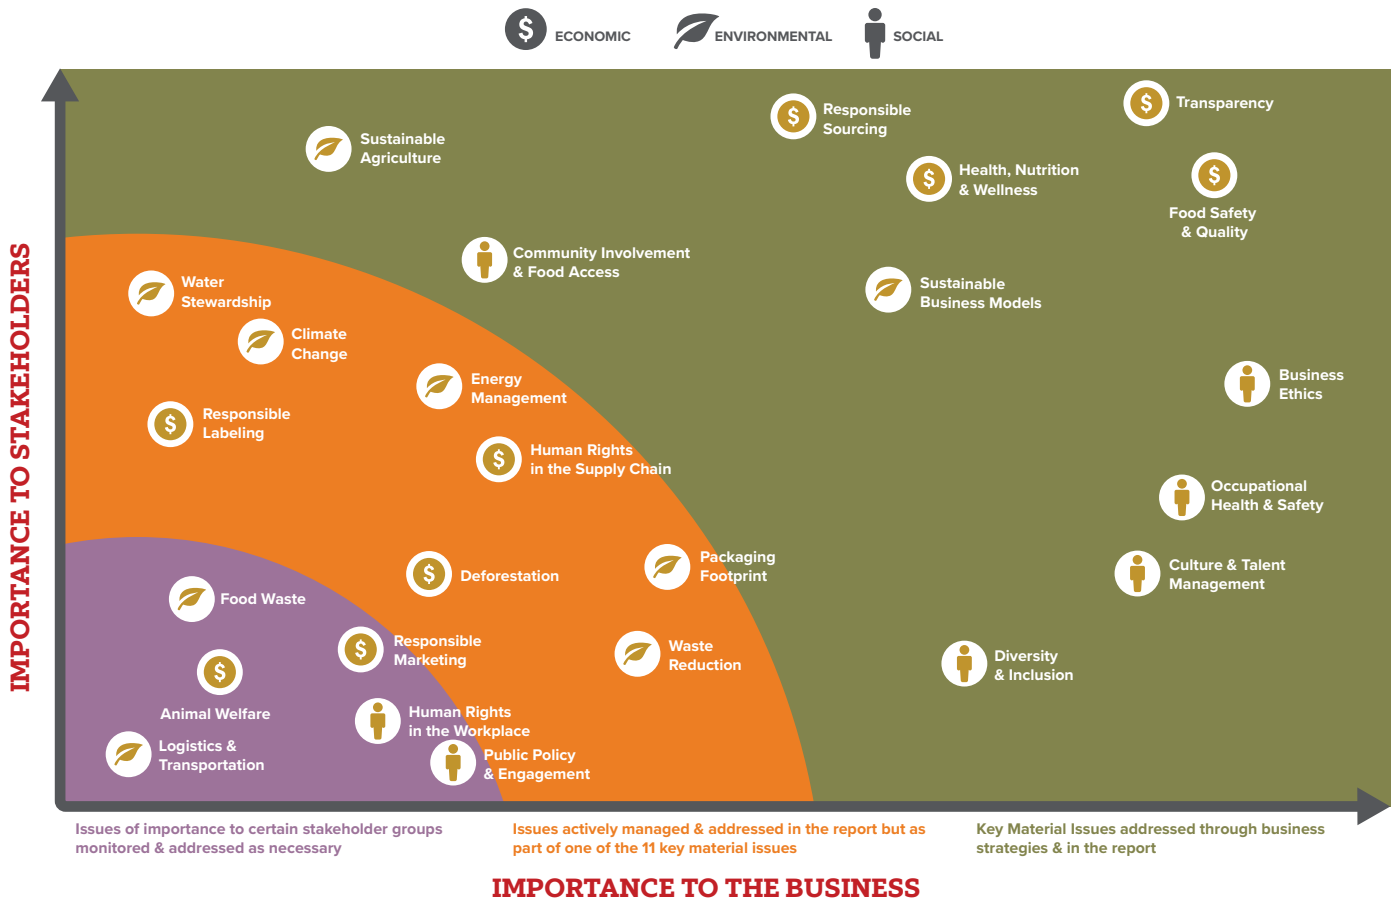 $ ECONOMIC
ENVIRONMENTAL
SOCIAL
IMPORTANCE TO STAKEHOLDERS
$ Responsible
Sourcing
$ Transparency
Sustainable
Agriculture
$ Health, Nutrition
& Wellness
$
Food Safety
& Quality
Community Involvement
& Food Access
Sustainable
Business Models
Water
Stewardship
Climate
Change
Energy
Management
Business
Ethics
$ Responsible
Labeling
$ Human Rights
in the Supply Chain
Occupational
Health & Safety
$ Deforestation
Packaging
Footprint
Culture & Talent
Management
Food Waste
$ Responsible
Marketing
Waste
Reduction
Diversity
& Inclusion
$
Animal Welfare
Human Rights
in the Workplace
Logistics &
Transportation
Public Policy
& Engagement
Issues of importance to certain stakeholder groups
monitored & addressed as necessary
Issues actively managed & addressed in the report but as
part of one of the 11 key material issues
Key Material Issues addressed through business
strategies & in the report
IMPORTANCE TO THE BUSINESS